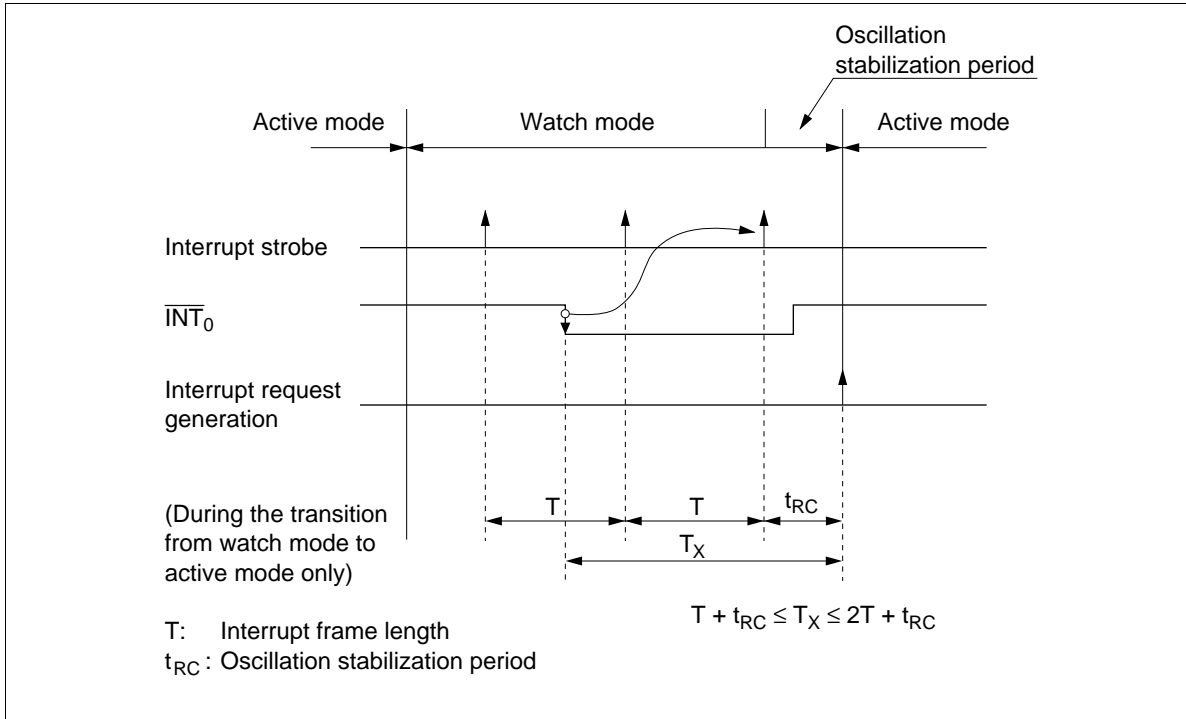 Oscillation
stabilization period
Active mode
Watch mode
Active mode
Interrupt strobe
INT₀
Interrupt request
generation
T
T
tRC
(During the transition
from watch mode to
active mode only)
TX
T + tRC ≤ TX ≤ 2T + tRC
T: Interrupt frame length
tRC : Oscillation stabilization period